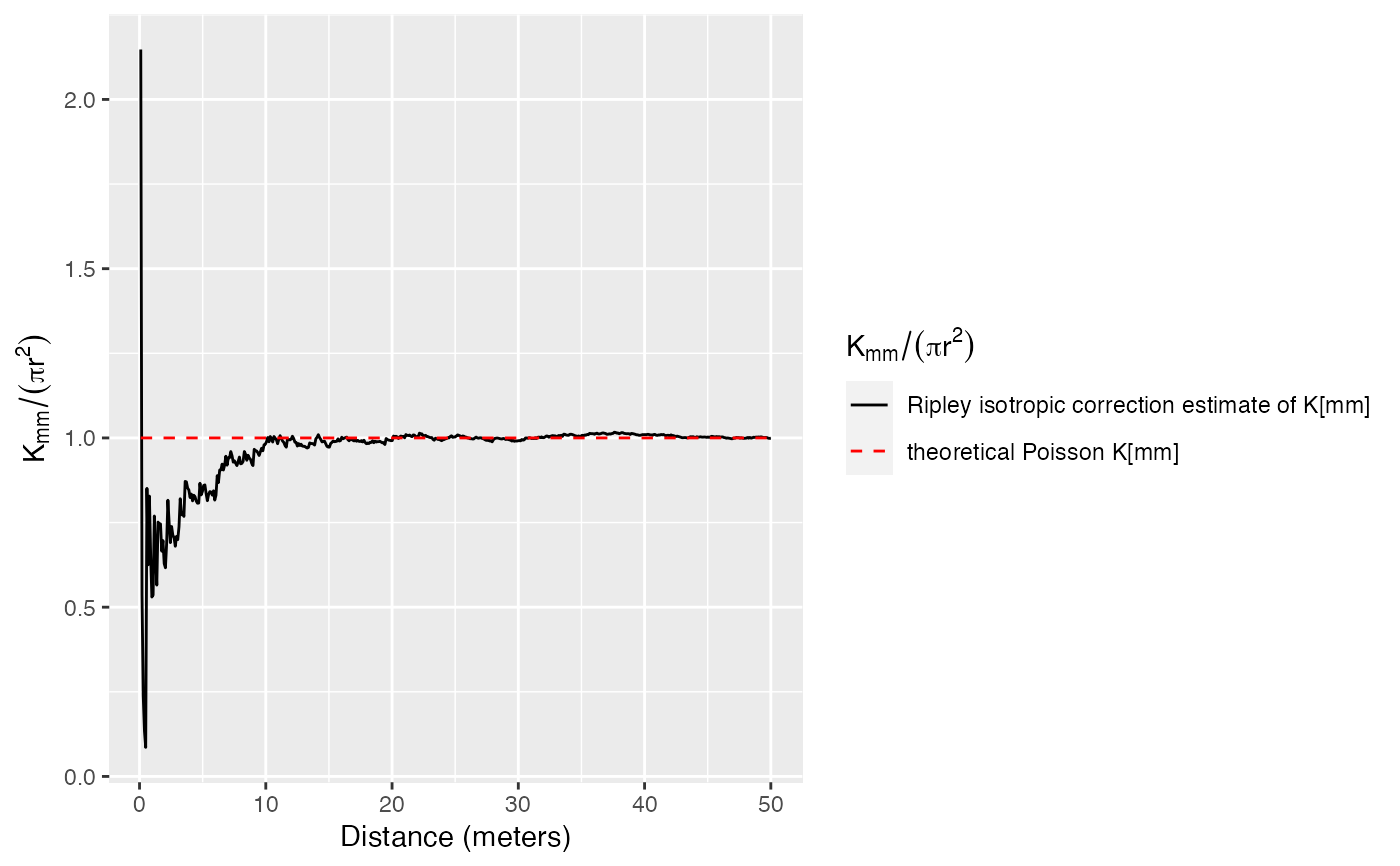 2.0
1.5
1.0
0.5
0.0
0
10
20
30
40
50
Distance (meters)
Kmm/(πr²)
Kmm/(πr²)
Ripley isotropic correction estimate of K[mm]
theoretical Poisson K[mm]